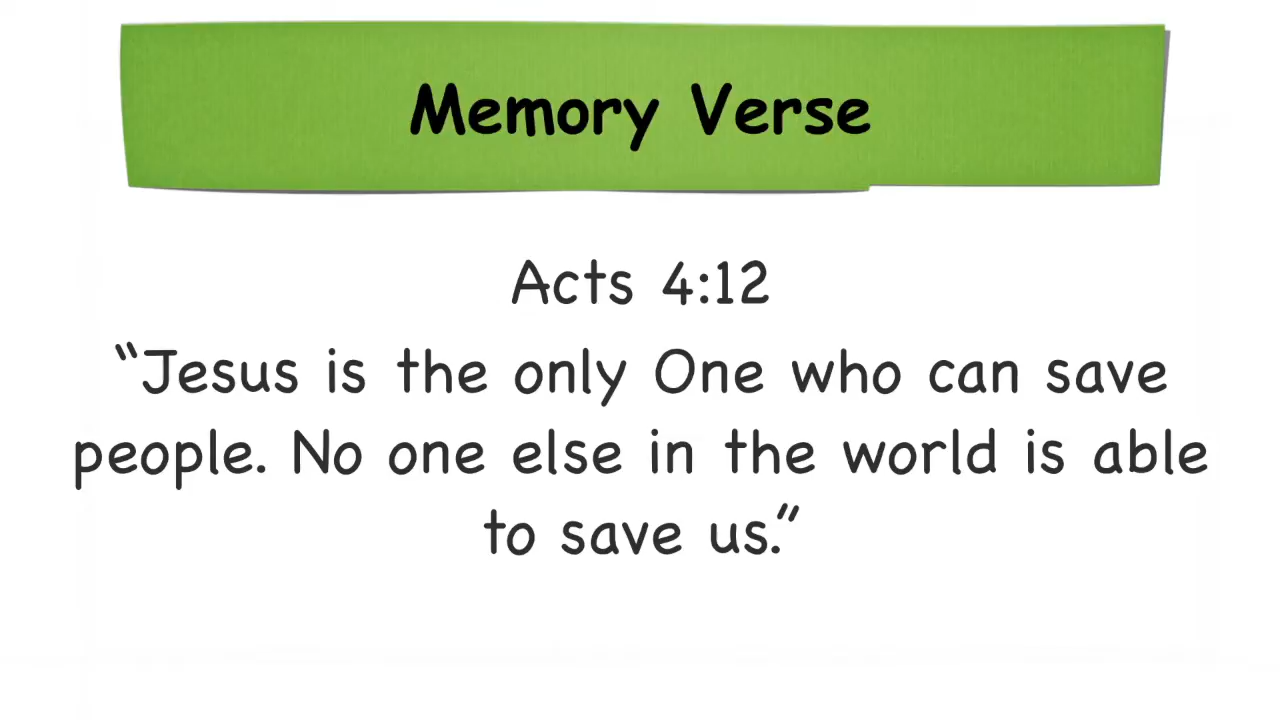 Memory Verse
Acts 4:12
“Jesus is the only One who can save
people. No one else in the world is able
to save us.”